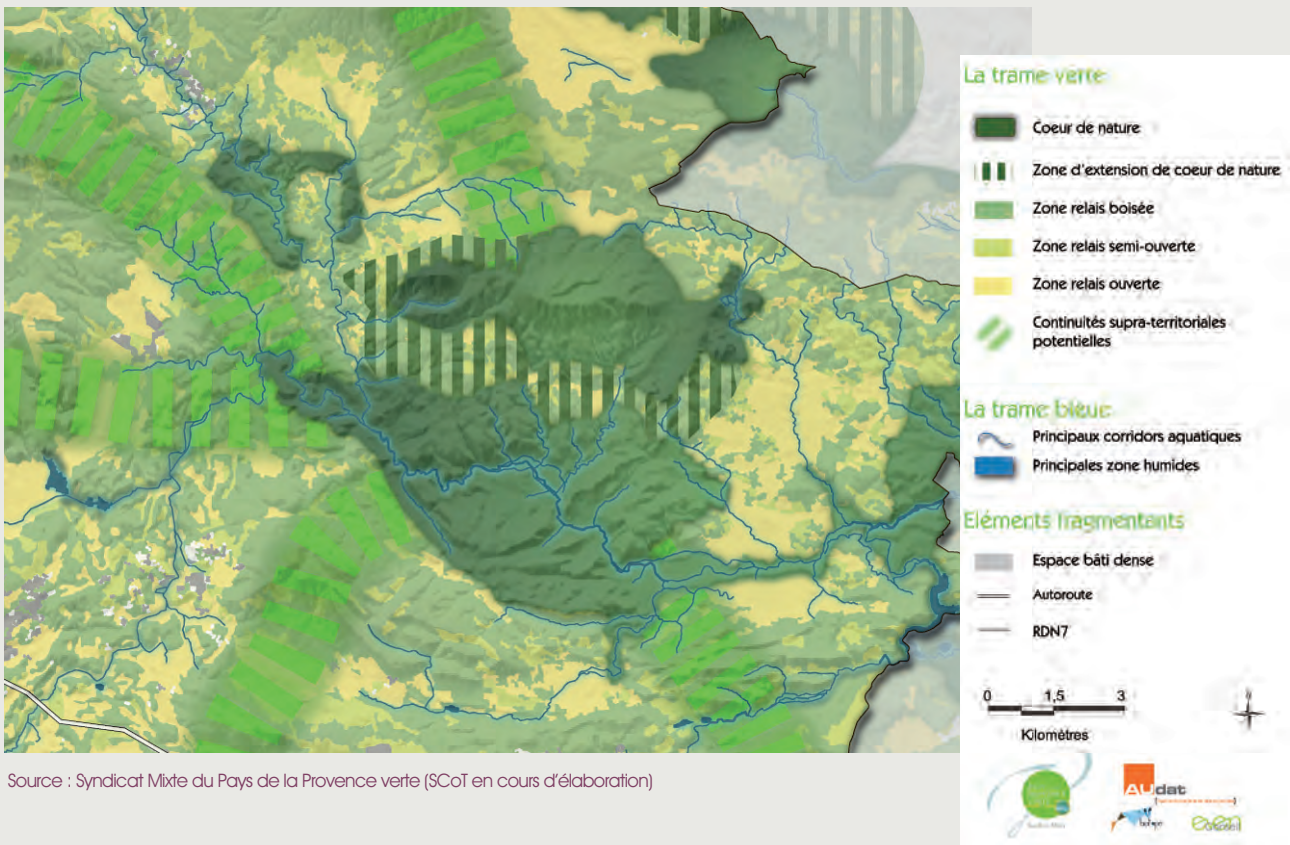 La trame verte
Coeur de nature
Zone d'extension de coeur de nature
Zone relais boisée
Zone relais semi-ouverte
Zone relais ouverte
Continuités supra-territoriales
potentielles
La trame bleue
Principaux corridors aquatiques
Principales zone humides
Eléments fragmentants
Espace bâti dense
Autoroute
RDN7
0 1,5 3
Kilomètres
AUdat
Source : Syndicat Mixte du Pays de la Provence verte (SCoT en cours d'élaboration)